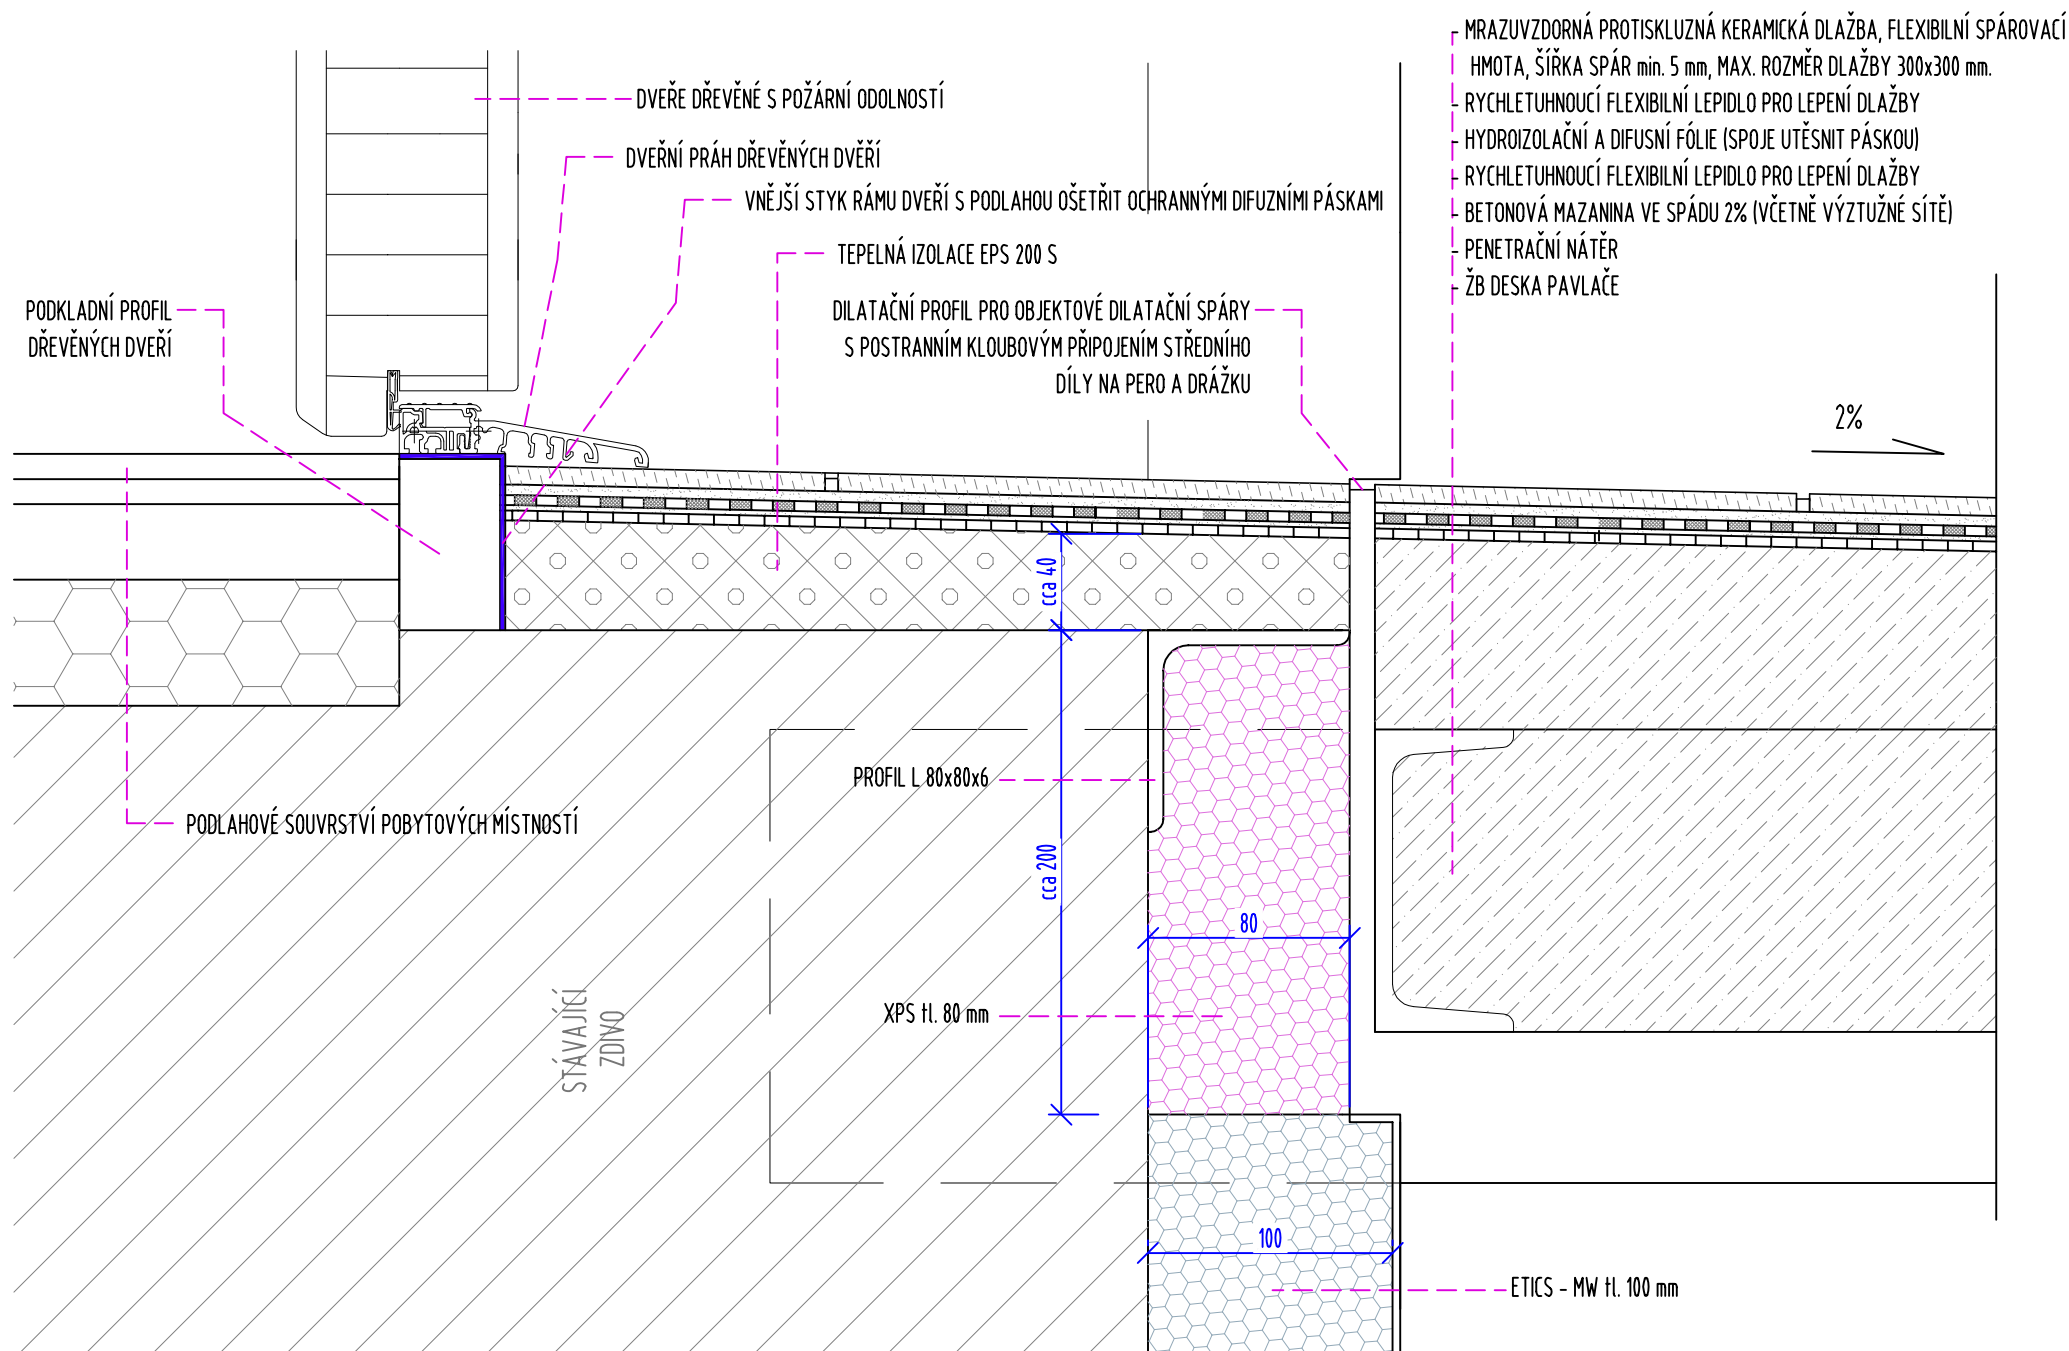 - MRAZUVZDORNÁ PROTISKLUZNÁ KERAMICKÁ DLAŽBA, FLEXIBILNÍ SPÁROVACÍ
HMOTA, ŠÍŘKA SPÁR min. 5 mm, MAX. ROZMĚR DLAŽBY 300x300 mm.
- RYCHLETUHNOUCÍ FLEXIBILNÍ LEPIDLO PRO LEPENÍ DLAŽBY
- HYDROIZOLAČNÍ A DIFUSNÍ FÓLIE (SPOJE UTĚSNIT PÁSKOU)
- RYCHLETUHNOUCÍ FLEXIBILNÍ LEPIDLO PRO LEPENÍ DLAŽBY
- BETONOVÁ MAZANINA VE SPÁDU 2% (VČETNĚ VÝZTUŽNÉ SÍTĚ)
- PENETRAČNÍ NÁTĚR
- ŽB DESKA PAVLAČE
DVEŘE DŘEVĚNÉ S POŽÁRNÍ ODOLNOSTÍ
DVEŘNÍ PRÁH DŘEVĚNÝCH DVĚŘÍ
VNĚJŠÍ STYK RÁMU DVEŘÍ S PODLAHOU OŠETŘIT OCHRANNÝMI DIFUZNÍMI PÁSKAMI
TEPELNÁ IZOLACE EPS 200 S
PODKLADNÍ PROFIL
DŘEVĚNÝCH DVEŘÍ
DILATAČNÍ PROFIL PRO OBJEKTOVÉ DILATAČNÍ SPÁRY
S POSTRANNÍM KLOUBOVÝM PŘIPOJENÍM STŘEDNÍHO
DÍLY NA PERO A DRÁŽKU
2%
cca 40
PROFIL L 80x80x6
PODLAHOVÉ SOUVRSTVÍ POBYTOVÝCH MÍSTNOSTÍ
cca 200
80
XPS tl. 80 mm
STÁVAJÍCÍ
ZDIVO
100
ETICS - MW tl. 100 mm